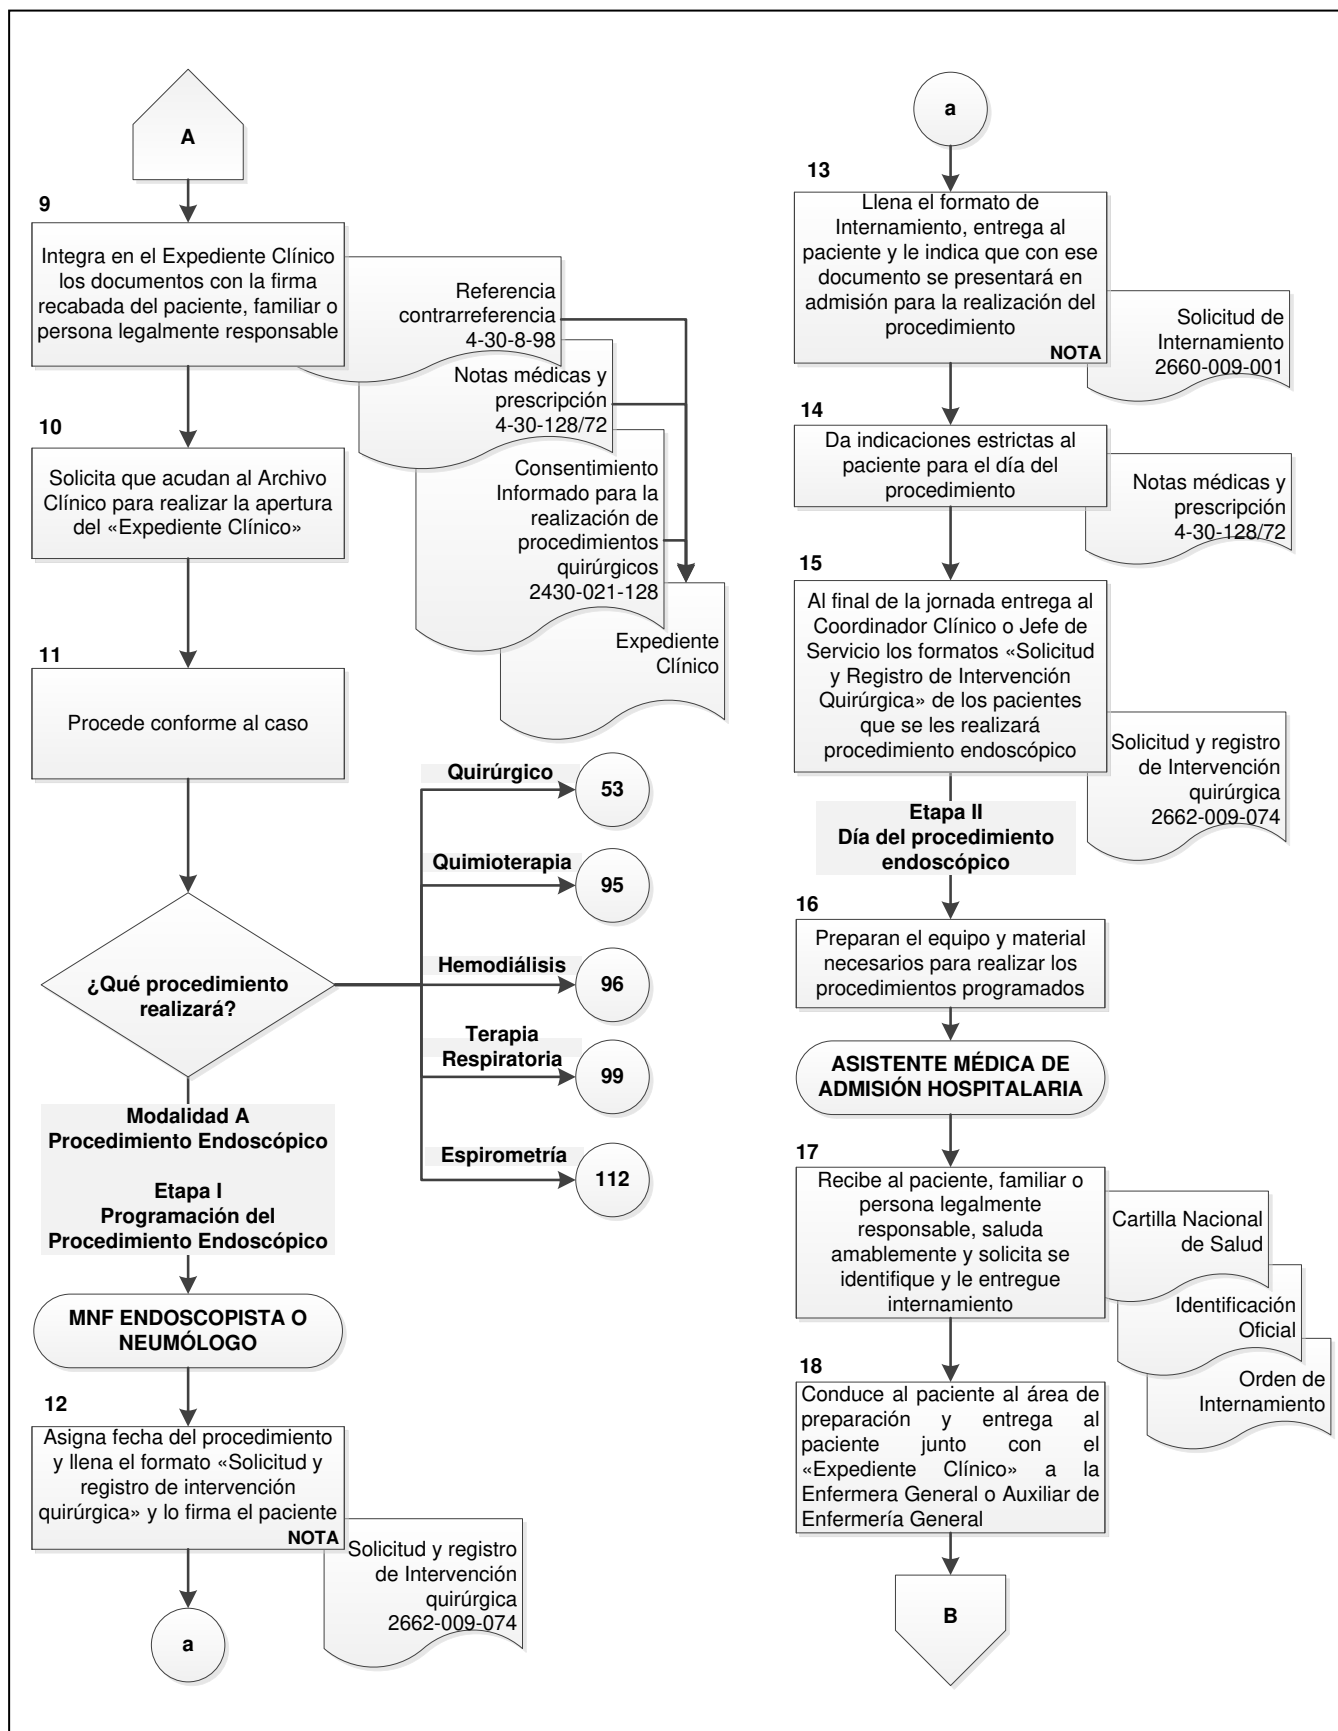 A
9
Integra en el Expediente Clínico
los documentos con la firma
recabada del paciente, familiar o
persona legalmente responsable
Referencia
contrarreferencia
4-30-8-98
Notas médicas y
prescripción
4-30-128/72
Consentimiento
Informado para la
realización de
procedimientos
quirúrgicos
2430-021-128
Expediente
Clínico
10
Solicita que acudan al Archivo
Clínico para realizar la apertura
del «Expediente Clínico»
11
Procede conforme al caso
¿Qué procedimiento
realizará?
Quirúrgico
53
Quimioterapia
95
Hemodiálisis
96
Terapia
Respiratoria
99
Espirometría
112
Modalidad A
Procedimiento Endoscópico
Etapa I
Programación del
Procedimiento Endoscópico
MNF ENDOSCOPISTA O
NEUMÓLOGO
12
Asigna fecha del procedimiento
y llena el formato «Solicitud y
registro de intervención
quirúrgica» y lo firma el paciente
NOTA
Solicitud y registro
de Intervención
quirúrgica
2662-009-074
a
a
13
Llena el formato de
Internamiento, entrega al
paciente y le indica que con ese
documento se presentará en
admisión para la realización del
procedimiento
NOTA
Solicitud de
Internamiento
2660-009-001
14
Da indicaciones estrictas al
paciente para el día del
procedimiento
Notas médicas y
prescripción
4-30-128/72
15
Al final de la jornada entrega al
Coordinador Clínico o Jefe de
Servicio los formatos «Solicitud
y Registro de Intervención
Quirúrgica» de los pacientes
que se les realizará
procedimiento endoscópico
Solicitud y registro
de Intervención
quirúrgica
2662-009-074
Etapa II
Día del procedimiento
endoscópico
16
Preparan el equipo y material
necesarios para realizar los
procedimientos programados
ASISTENTE MÉDICA DE
ADMISIÓN HOSPITALARIA
17
Recibe al paciente, familiar o
persona legalmente
responsable, saluda
amablemente y solicita se
identifique y le entregue
internamiento
Cartilla Nacional
de Salud
Identificación
Oficial
Orden de
Internamiento
18
Conduce al paciente al área de
preparación y entrega al
paciente junto con el
«Expediente Clínico» a la
Enfermera General o Auxiliar de
Enfermería General
B